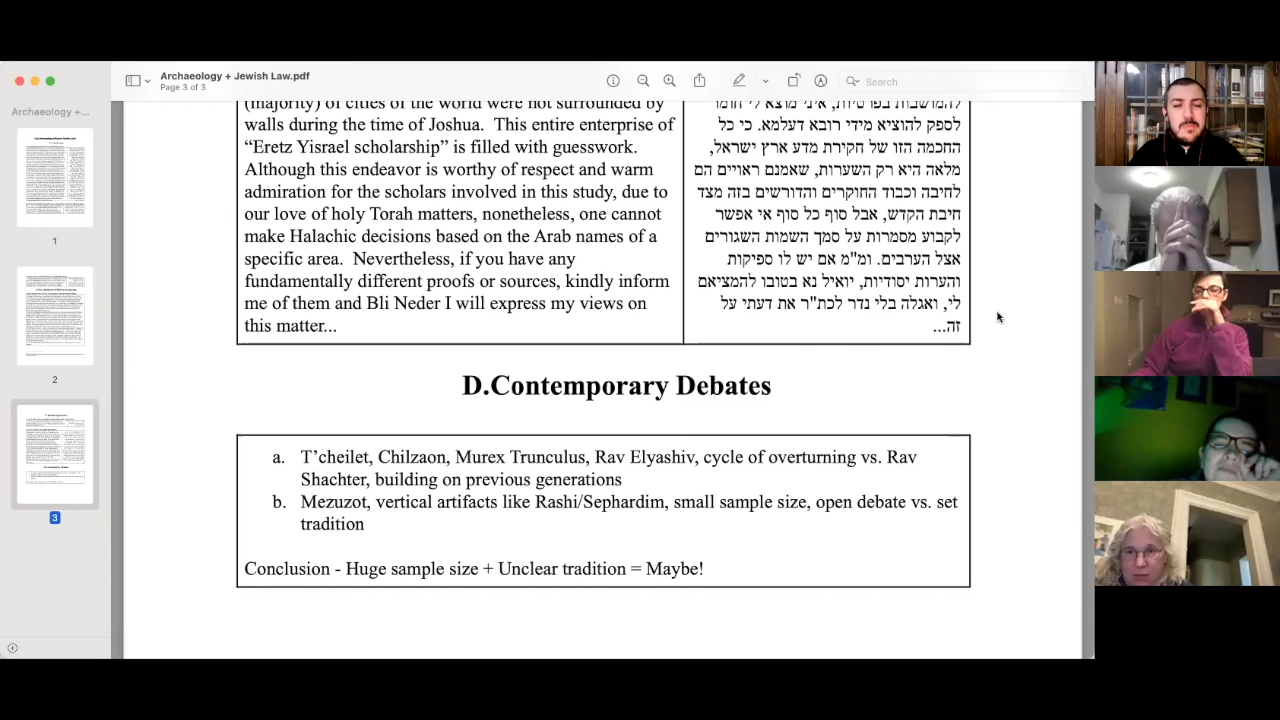 Archaeology + Jewish Law.pdf
Page 3 of 3
Search
Archaeology +...
1
2
3
(majority) of cities of the world were not surrounded by
walls during the time of Joshua. This entire enterprise of
“Eretz Yisrael scholarship” is filled with guesswork.
Although this endeavor is worthy of respect and warm
admiration for the scholars involved in this study, due to
our love of holy Torah matters, nonetheless, one cannot
make Halachic decisions based on the Arab names of a
specific area. Nevertheless, if you have any
fundamentally different proofs or sources, kindly inform
me of them and Bli Neder I will express my views on
this matter...
להמושבות בפרטיות, איני מוצא לי חומר
לספק להוציא מידי רובא דעלמא. כי כל
החכמה הזו של חקירת מדע ארץ ישראל,
מלאה היא רק השערות, שאמנם ראויים הם
לחיבה וכבוד החוקרים והדורשים בזה מצד
חיבת הקדש, אבל סוף כל סוף אי אפשר
לקבוע מסמרות על סמך השמות השגורים
אצל הערבים. ומ"מ אם יש לו ספיקות
והערות יסודיות, יואיל נא בטובו להמציאם
לי, ואגלה בלי נדר לכת"ר את דעתי על
זה...
D.Contemporary Debates
a. T’cheilet, Chilzaon, Murex Trunculus, Rav Elyashiv, cycle of overturning vs. Rav
Shachter, building on previous generations
b. Mezuzot, vertical artifacts like Rashi/Sephardim, small sample size, open debate vs. set
tradition
Conclusion - Huge sample size + Unclear tradition = Maybe!